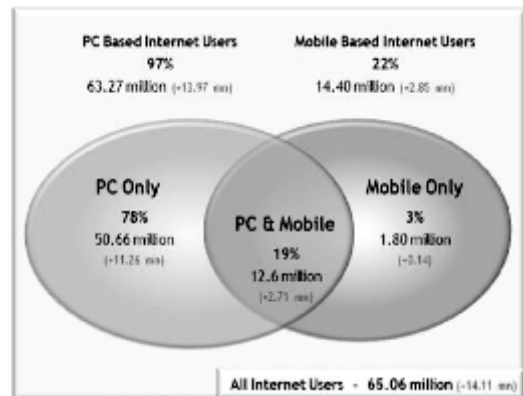 PC Based Internet Users
97%
63.27 million (+13.97 mn)
Mobile Based Internet Users
22%
14.40 million (+2.85 mn)
PC Only
78%
50.66 million
(+11.26 mn)
PC & Mobile
19%
12.6 million
(+2.71 mn)
Mobile Only
3%
1.80 million
(+0.14)
All Internet Users - 65.06 million (+14.11 mn)